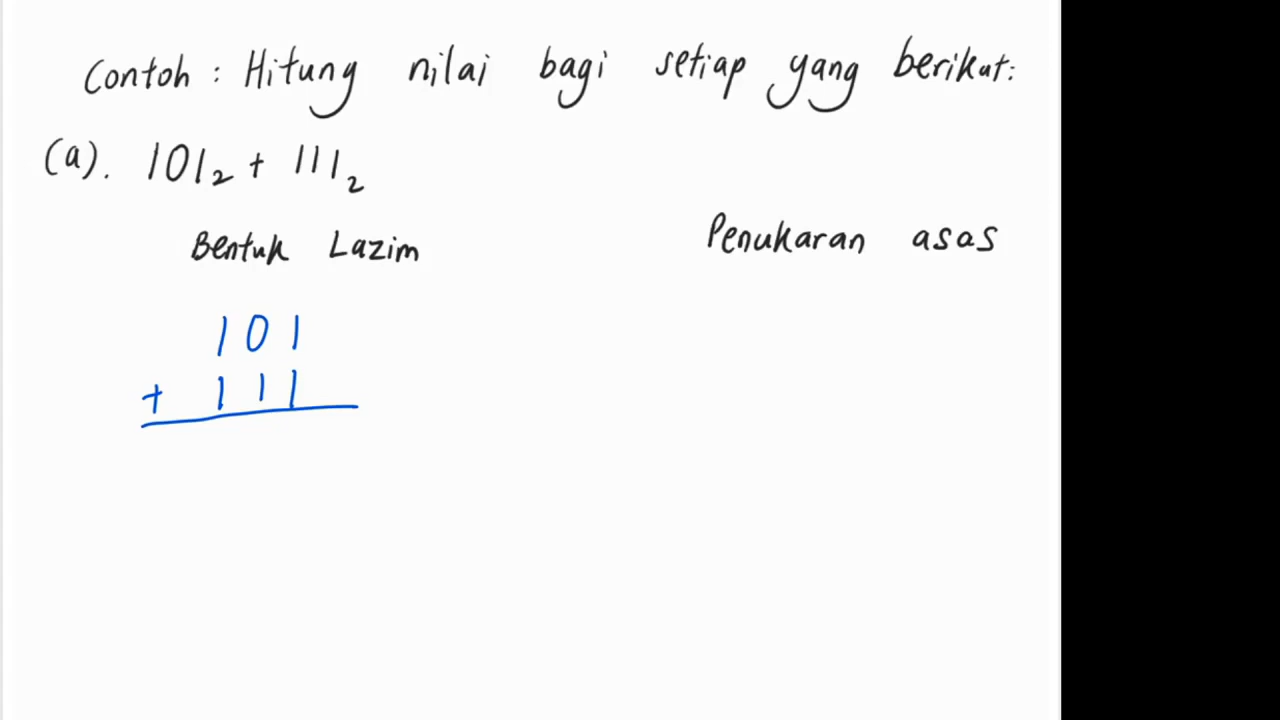 Contoh : Hitung nilai bagi setiap yang berikut:
(a). 101₂ + 111₂
Bentuk Lazim
Penukaran asas
101
+ 111